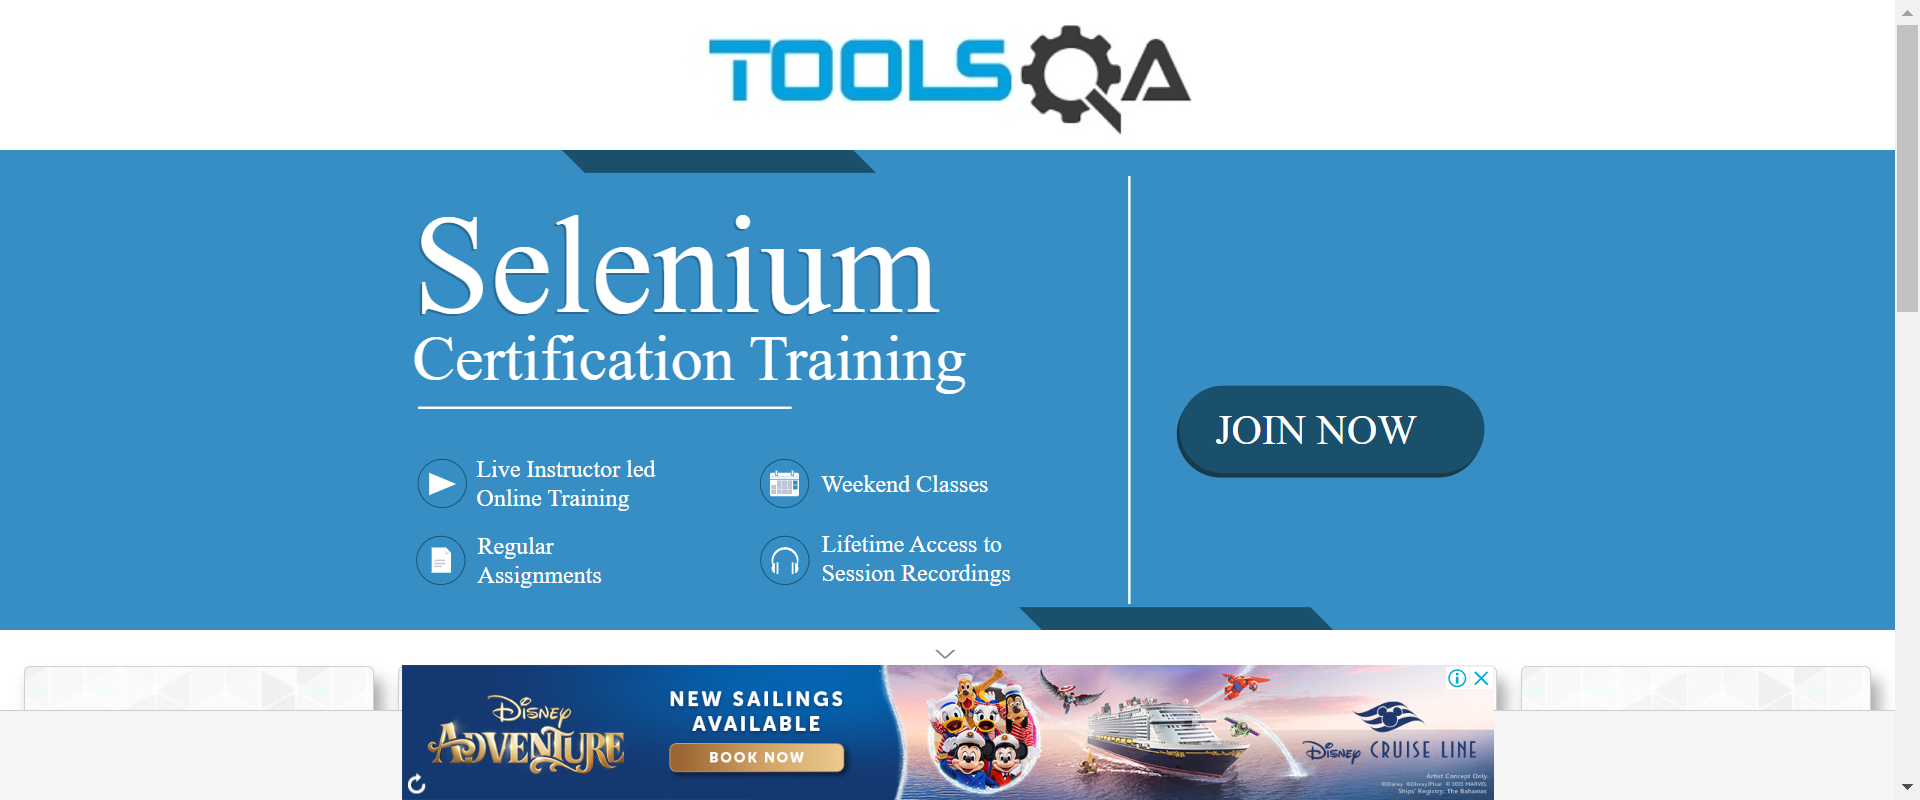 TOOLSQA
Selenium
Certification Training
Live Instructor led
Online Training
Weekend Classes
Regular
Assignments
Lifetime Access to
Session Recordings
JOIN NOW
Disney
ADVENTURE
NEW SAILINGS
AVAILABLE
BOOK NOW
Disney CRUISE LINE
Artist Concept Only.
©Disney ©Disney/Pixar © 2025 MARVEL
Ships' Registry: The Bahamas